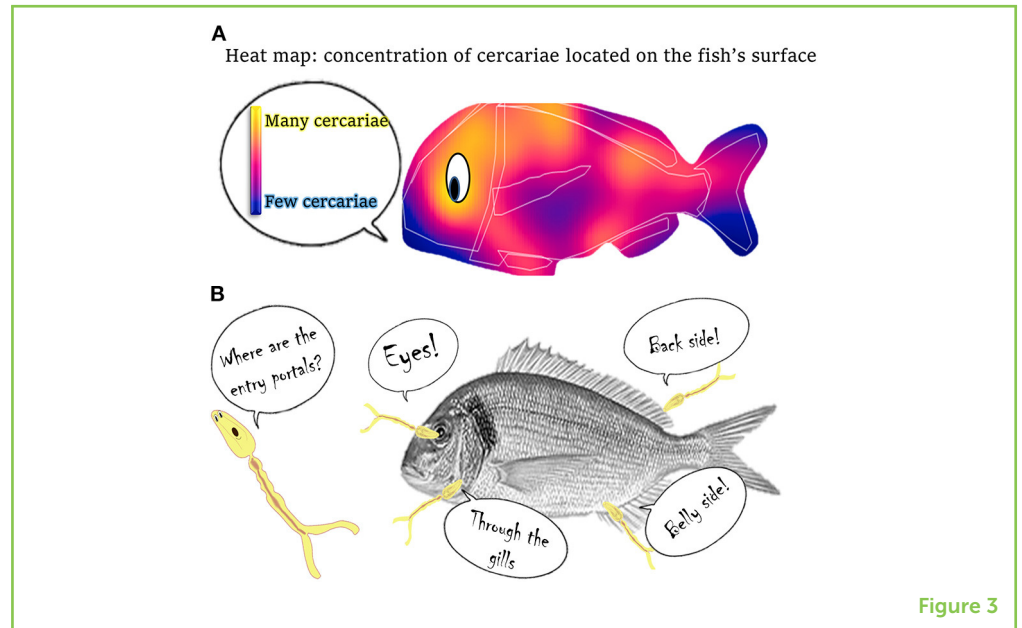 A
Heat map: concentration of cercariae located on the fish's surface
Many cercariae
Few cercariae
B
Where are the
entry portals?
Eyes!
Back side!
Through the
gills
Belly side!
Figure 3